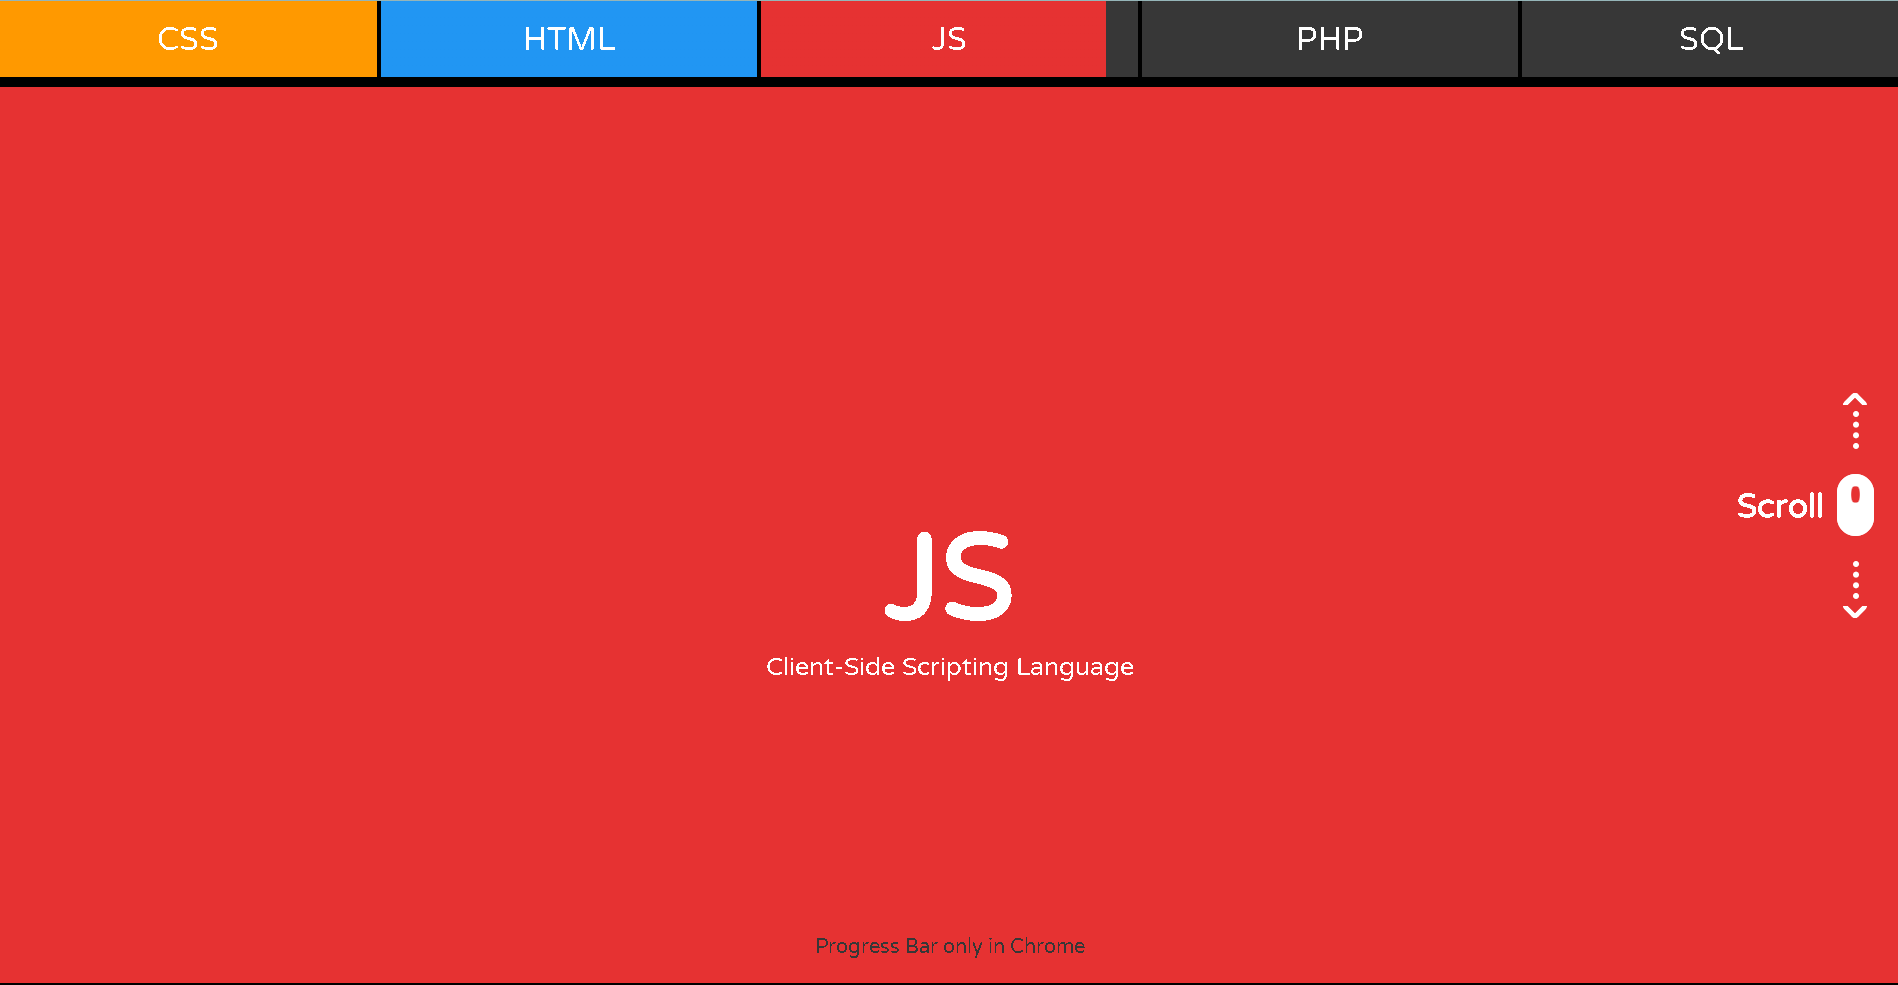 CSS
HTML
JS
PHP
SQL
Scroll
JS
Client-Side Scripting Language
Progress Bar only in Chrome